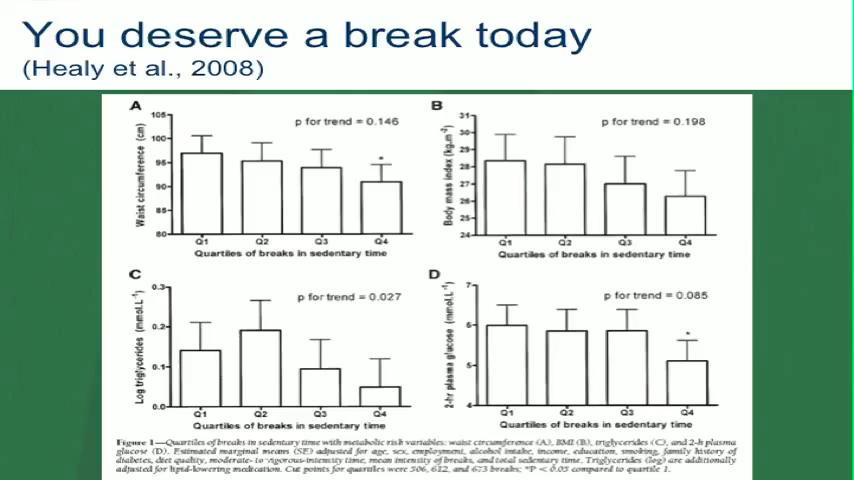 You deserve a break today
(Healy et al., 2008)
A
p for trend = 0.146
Waist circumference (cm)
105
100
95
90
85
80
*
Q1 Q2 Q3 Q4
Quartiles of breaks in sedentary time
B
p for trend = 0.198
Body mass index (kg.m-2)
31
30
29
28
27
26
25
24
Q1 Q2 Q3 Q4
Quartiles of breaks in sedentary time
C
p for trend = 0.027
Log triglycerides (mmol.L-1)
0.3
0.2
0.1
0.0
Q1 Q2 Q3 Q4
Quartiles of breaks in sedentary time
D
p for trend = 0.085
2-hr plasma glucose (mmol.L-1)
7
6
5
4
*
Q1 Q2 Q3 Q4
Quartiles of breaks in sedentary time
Figure 1—Quartiles of breaks in sedentary time with metabolic risk variables: waist circumference (A), BMI (B), triglycerides (C), and 2-h plasma
glucose (D). Estimated marginal means (SE) adjusted for age, sex, employment, alcohol intake, income, education, smoking, family history of
diabetes, diet quality, moderate- to vigorous-intensity time, mean intensity of breaks, and total sedentary time. Triglycerides (log) are additionally
adjusted for lipid-lowering medication. Cut points for quartiles were 506, 612, and 673 breaks; *P < 0.05 compared to quartile 1.